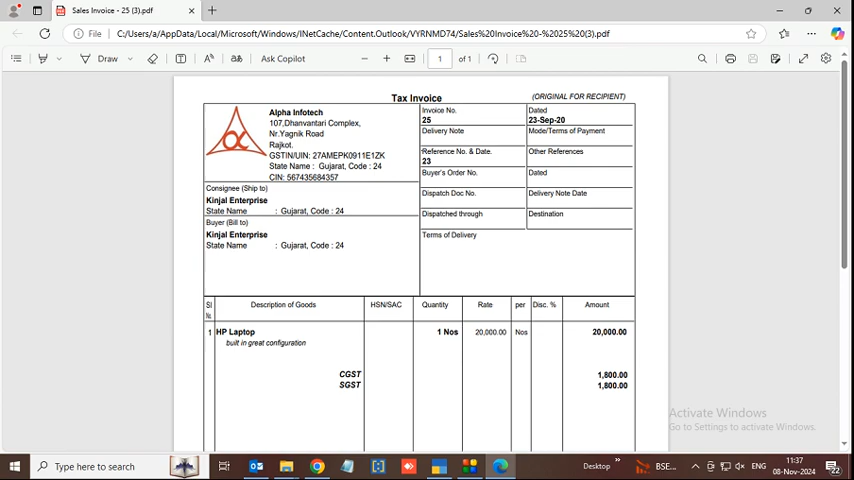 Sales Invoice - 25 (3).pdf
File
C:/Users/a/AppData/Local/Microsoft/Windows/INetCache/Content.Outlook/VYRNMD74/Sales%20Invoice%20-%2025%20(3).pdf
Draw
Ask Copilot
1 of 1
Tax Invoice
(ORIGINAL FOR RECIPIENT)
Alpha Infotech
107,Dhanvantari Complex,
Nr.Yagnik Road
Rajkot.
GSTIN/UIN: 27AMEPK0911E1ZK
State Name : Gujarat, Code : 24
CIN: 567435684357
Consignee (Ship to)
Kinjal Enterprise
State Name : Gujarat, Code : 24
Buyer (Bill to)
Kinjal Enterprise
State Name : Gujarat, Code : 24
Invoice No.
25
Dated
23-Sep-20
Delivery Note
Mode/Terms of Payment
Reference No. & Date.
23
Other References
Buyer's Order No.
Dated
Dispatch Doc No.
Delivery Note Date
Dispatched through
Destination
Terms of Delivery
Sl No. Description of Goods HSN/SAC Quantity Rate per Disc. % Amount
1 HP Laptop 1 Nos 20,000.00 Nos 20,000.00
built in great configuration
CGST 1,800.00
SGST 1,800.00
Activate Windows
Go to Settings to activate Windows.
Type here to search
Desktop
BSE...
ENG
11:37
08-Nov-2024
22